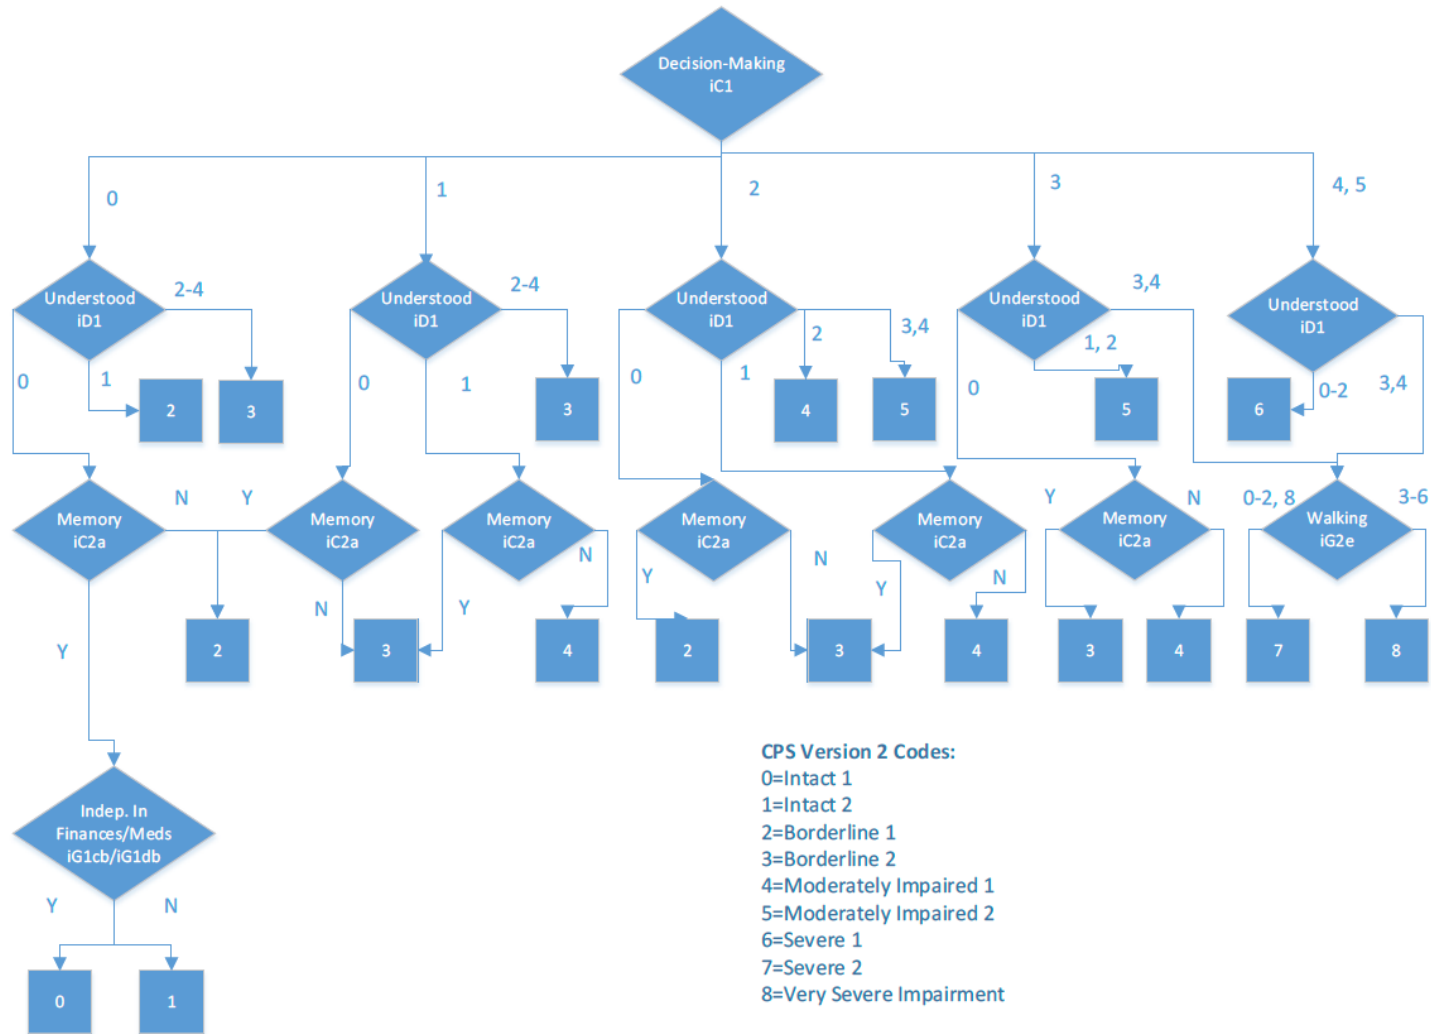 Decision-Making
iC1
0
1
2
3
4, 5
Understood
iD1
2-4
0
1
2
3
Understood
iD1
2-4
0
1
3
Understood
iD1
2
3,4
0
1
4
5
Understood
iD1
3,4
1, 2
0
5
Understood
iD1
0-2
3,4
6
Memory
iC2a
N
Y
Y
2
Memory
iC2a
N
3
Memory
iC2a
Y
N
4
Memory
iC2a
Y
N
2
3
Memory
iC2a
Y
N
4
Memory
iC2a
Y
N
3
4
Walking
iG2e
0-2, 8
3-6
7
8
Indep. In
Finances/Meds
iG1cb/iG1db
Y
N
0
1
CPS Version 2 Codes:
0=Intact 1
1=Intact 2
2=Borderline 1
3=Borderline 2
4=Moderately Impaired 1
5=Moderately Impaired 2
6=Severe 1
7=Severe 2
8=Very Severe Impairment